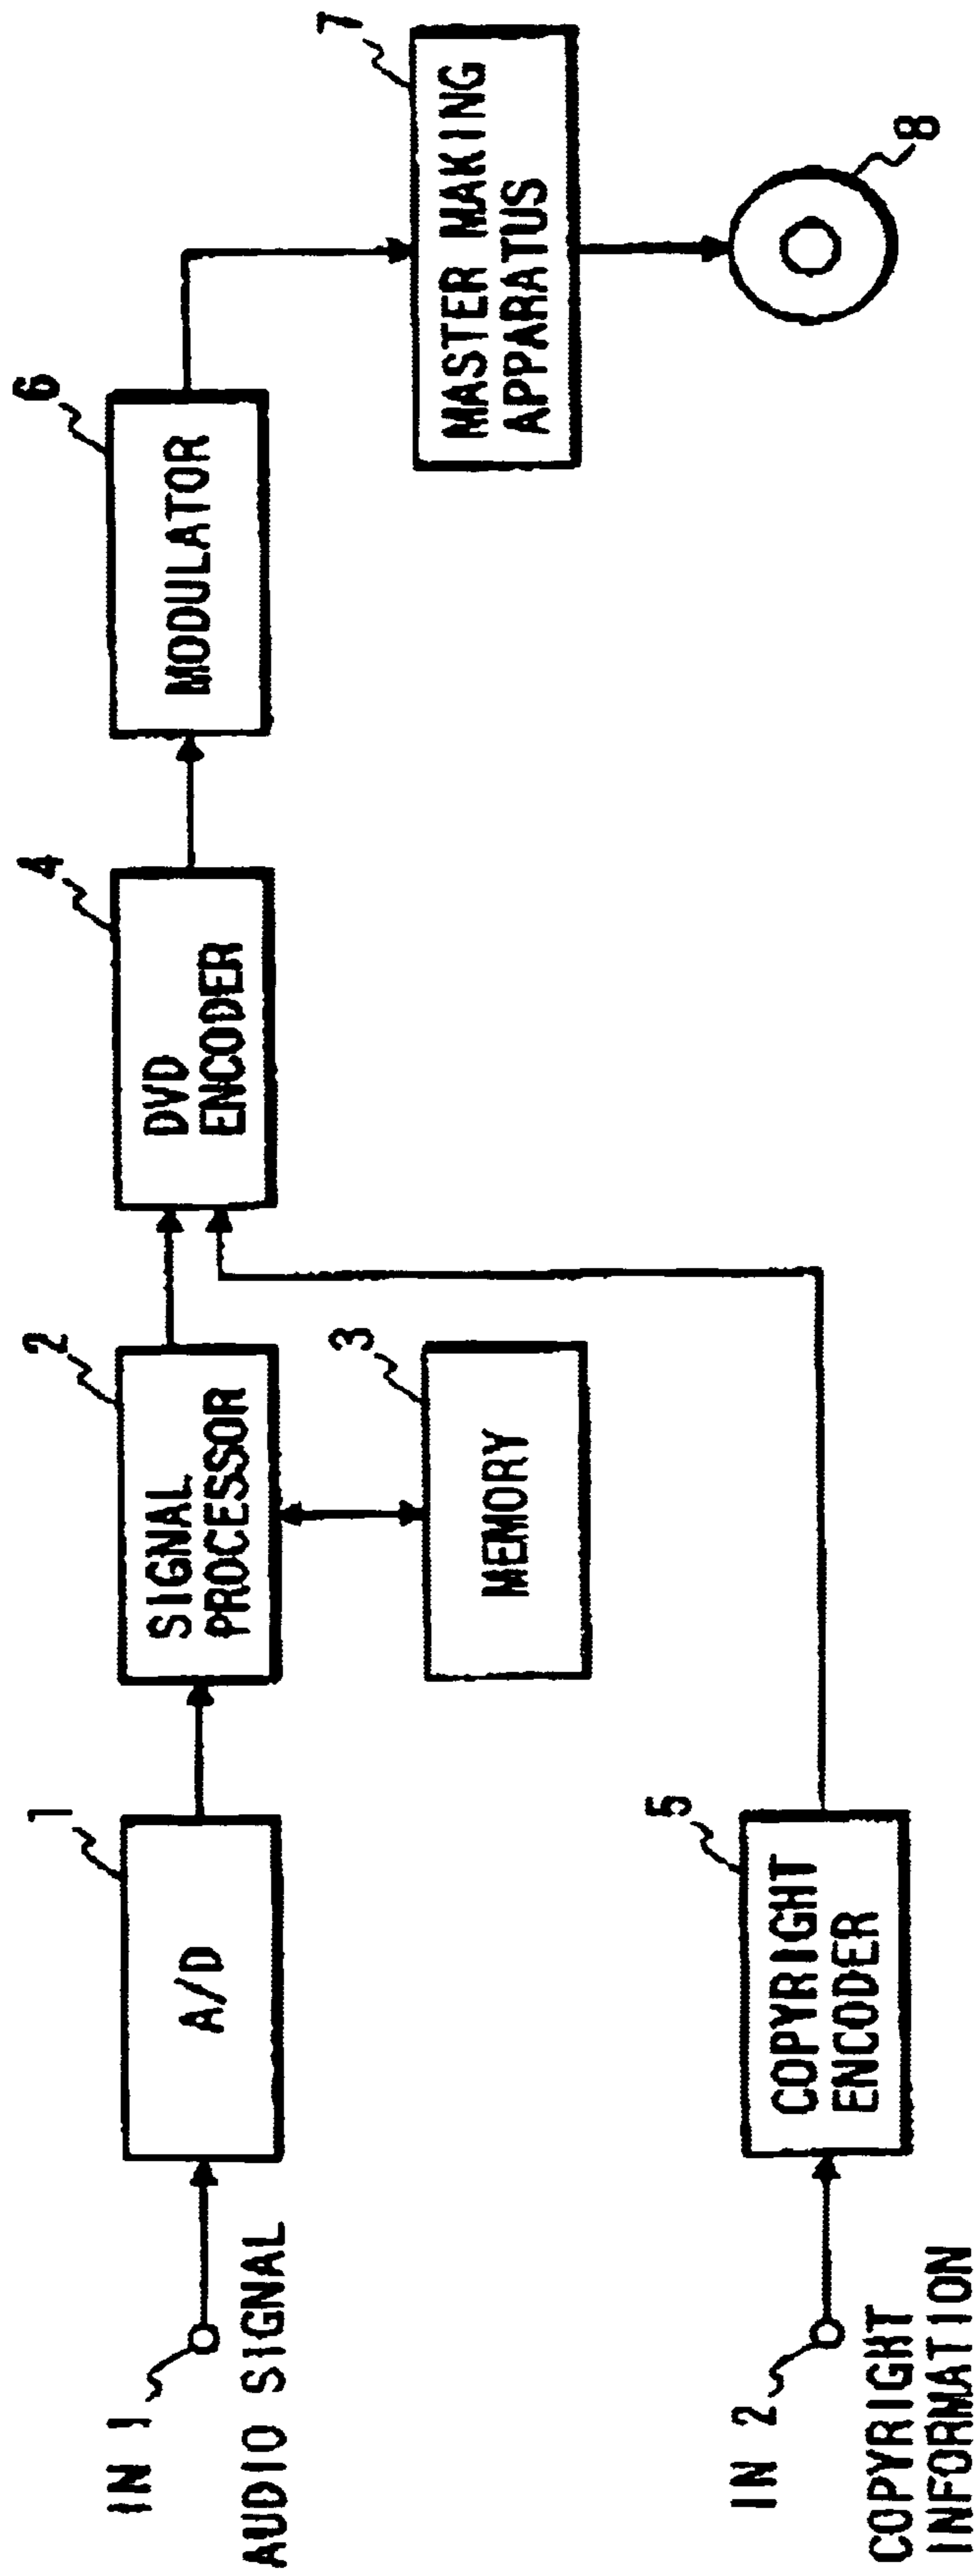 IN 1
AUDIO SIGNAL
1
A/D
2
SIGNAL
PROCESSOR
3
MEMORY
4
DVD
ENCODER
6
MODULATOR
7
MASTER MAKING
APPARATUS
8
IN 2
COPYRIGHT
INFORMATION
5
COPYRIGHT
ENCODER